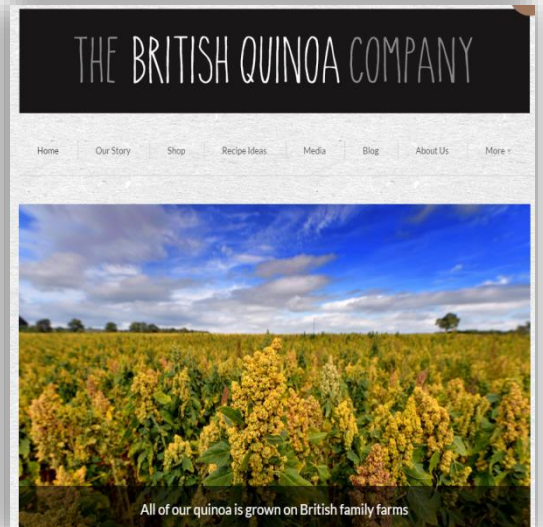 THE BRITISH QUINOA COMPANY
Home Our Story Shop Recipe Ideas Media Blog About Us More
All of our quinoa is grown on British family farms